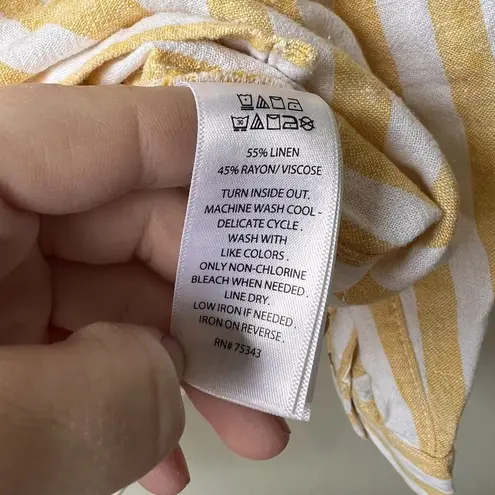 30
55% LINEN
45% RAYON/ VISCOSE
TURN INSIDE OUT.
MACHINE WASH COOL -
DELICATE CYCLE .
WASH WITH
LIKE COLORS .
ONLY NON-CHLORINE
BLEACH WHEN NEEDED .
LINE DRY.
LOW IRON IF NEEDED .
IRON ON REVERSE .
RN# 75343